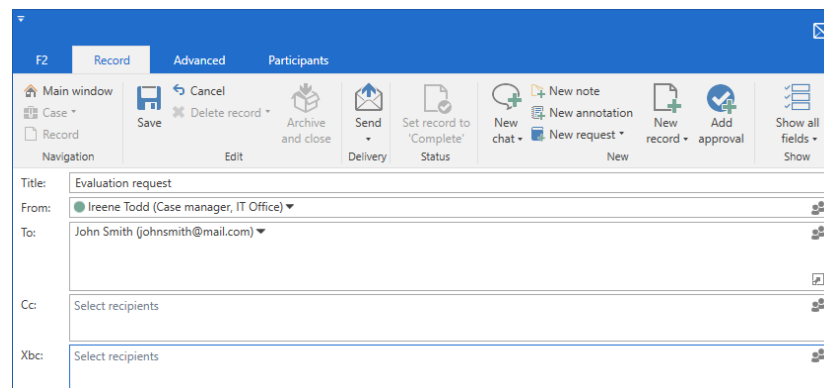 F2 Record Advanced Participants
Main window
Case
Record
Navigation
Save
Cancel
Delete record
Archive
and close
Edit
Send
Delivery
Set record to
'Complete'
Status
New
chat
New note
New annotation
New request
New
record
Add
approval
New
Show all
fields
Show
Title: Evaluation request
From: Ireene Todd (Case manager, IT Office)
To: John Smith (johnsmith@mail.com)
Cc: Select recipients
Xbc: Select recipients